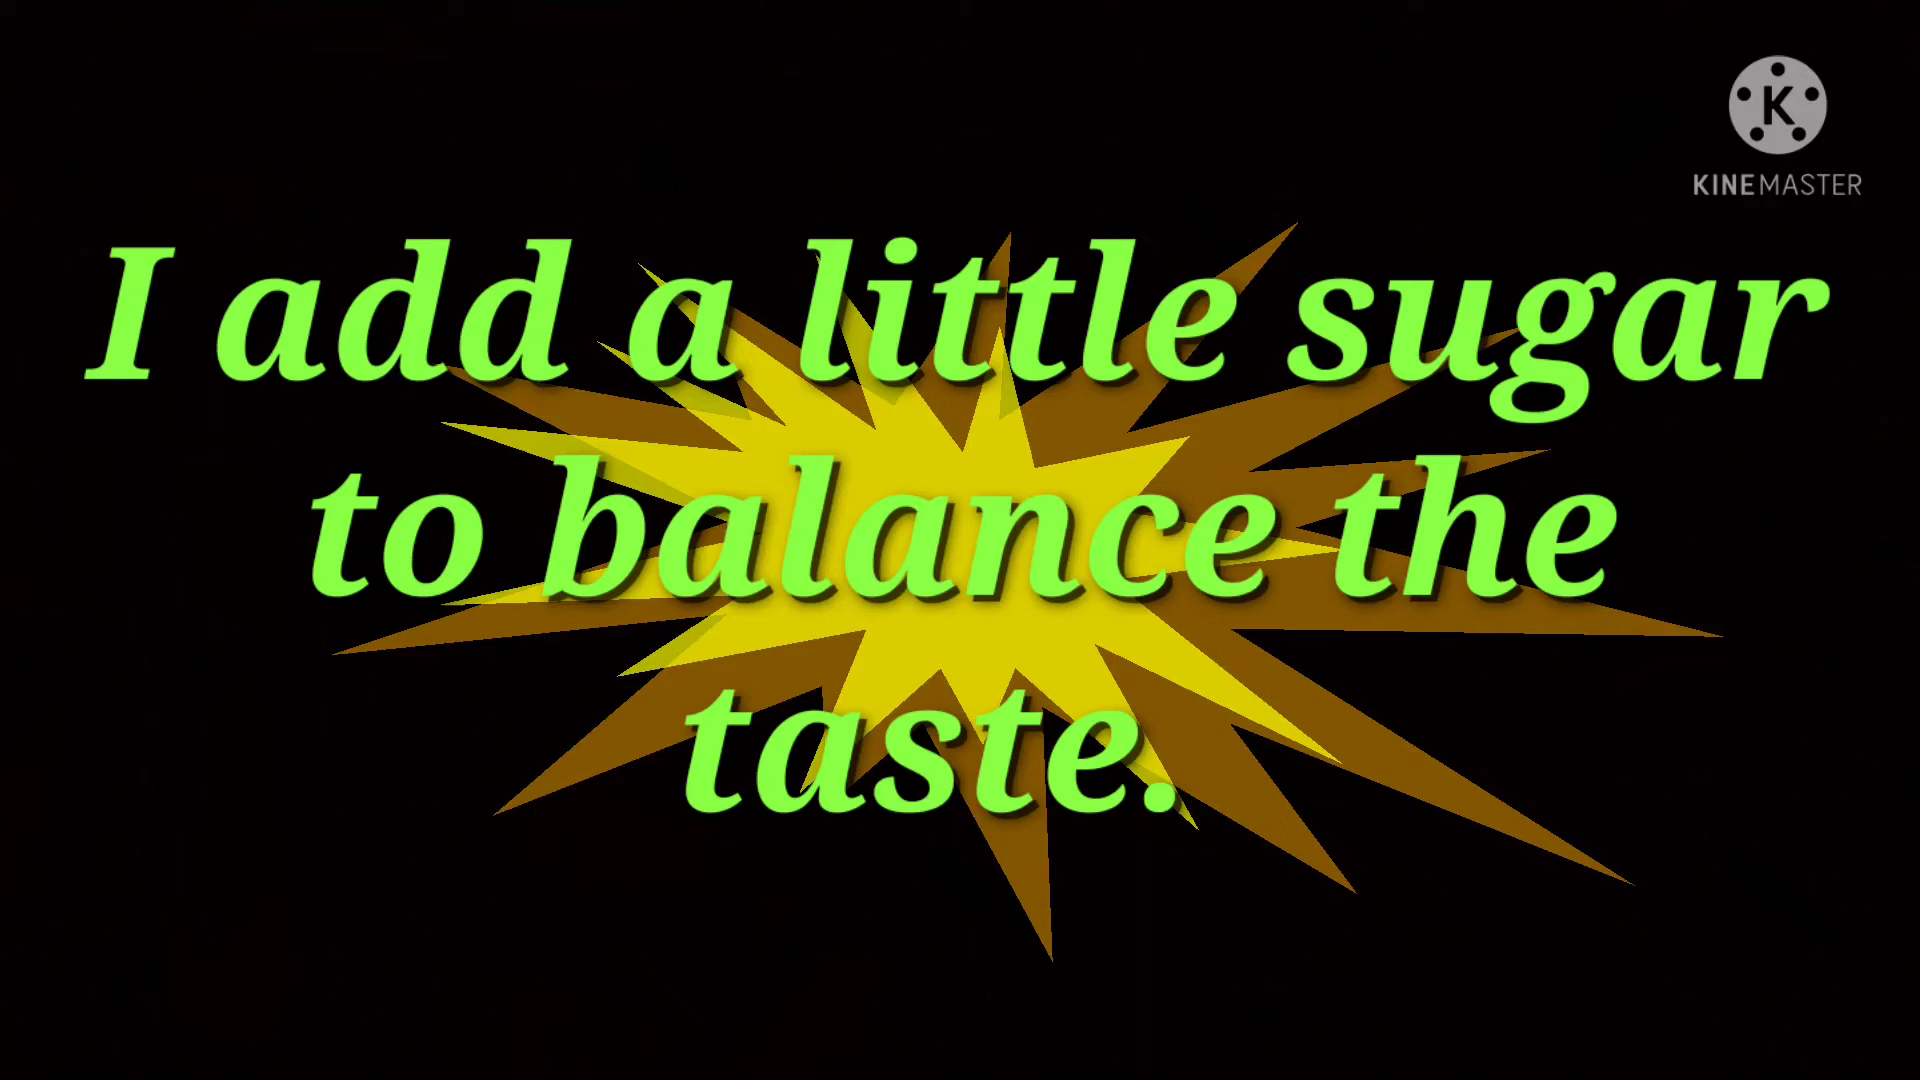 K
KINEMASTER
I add a little sugar
to balance the
taste.